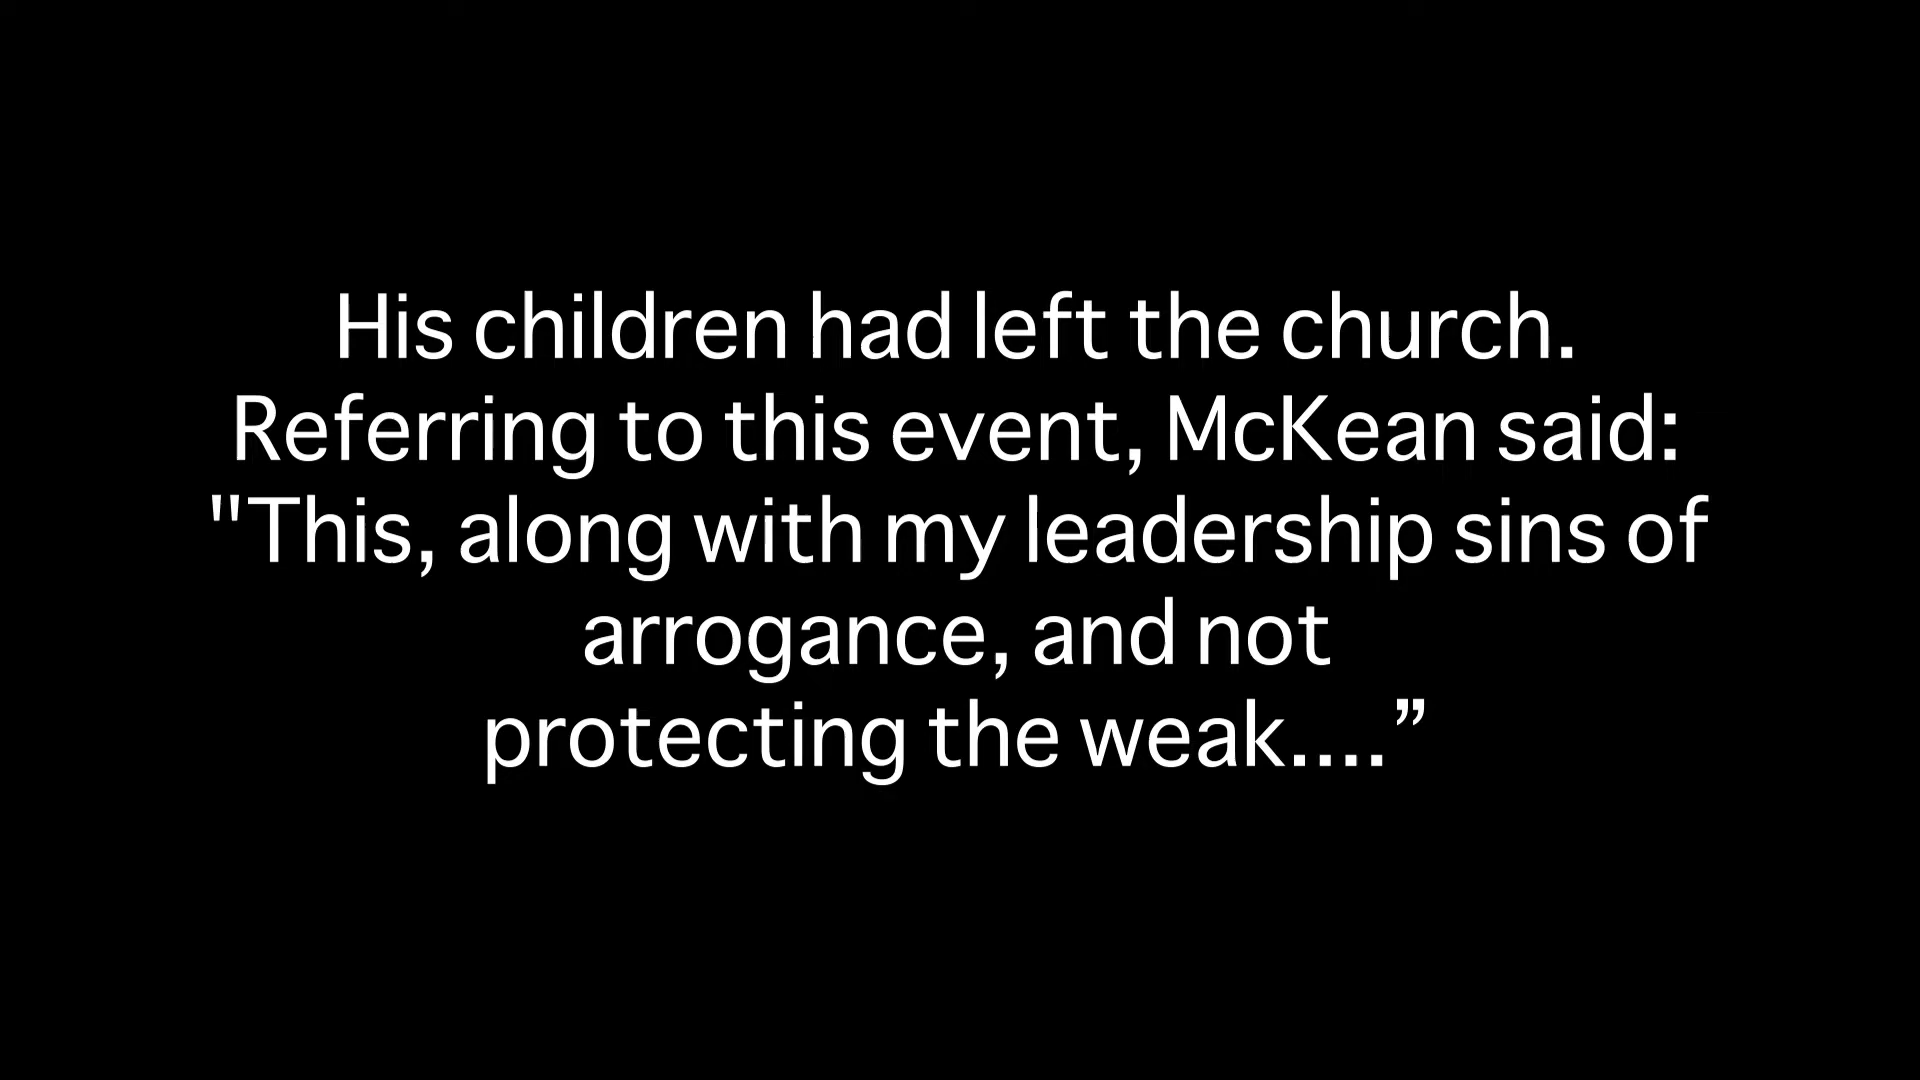 His children had left the church.
Referring to this event, McKean said:
"This, along with my leadership sins of
arrogance, and not
protecting the weak....”